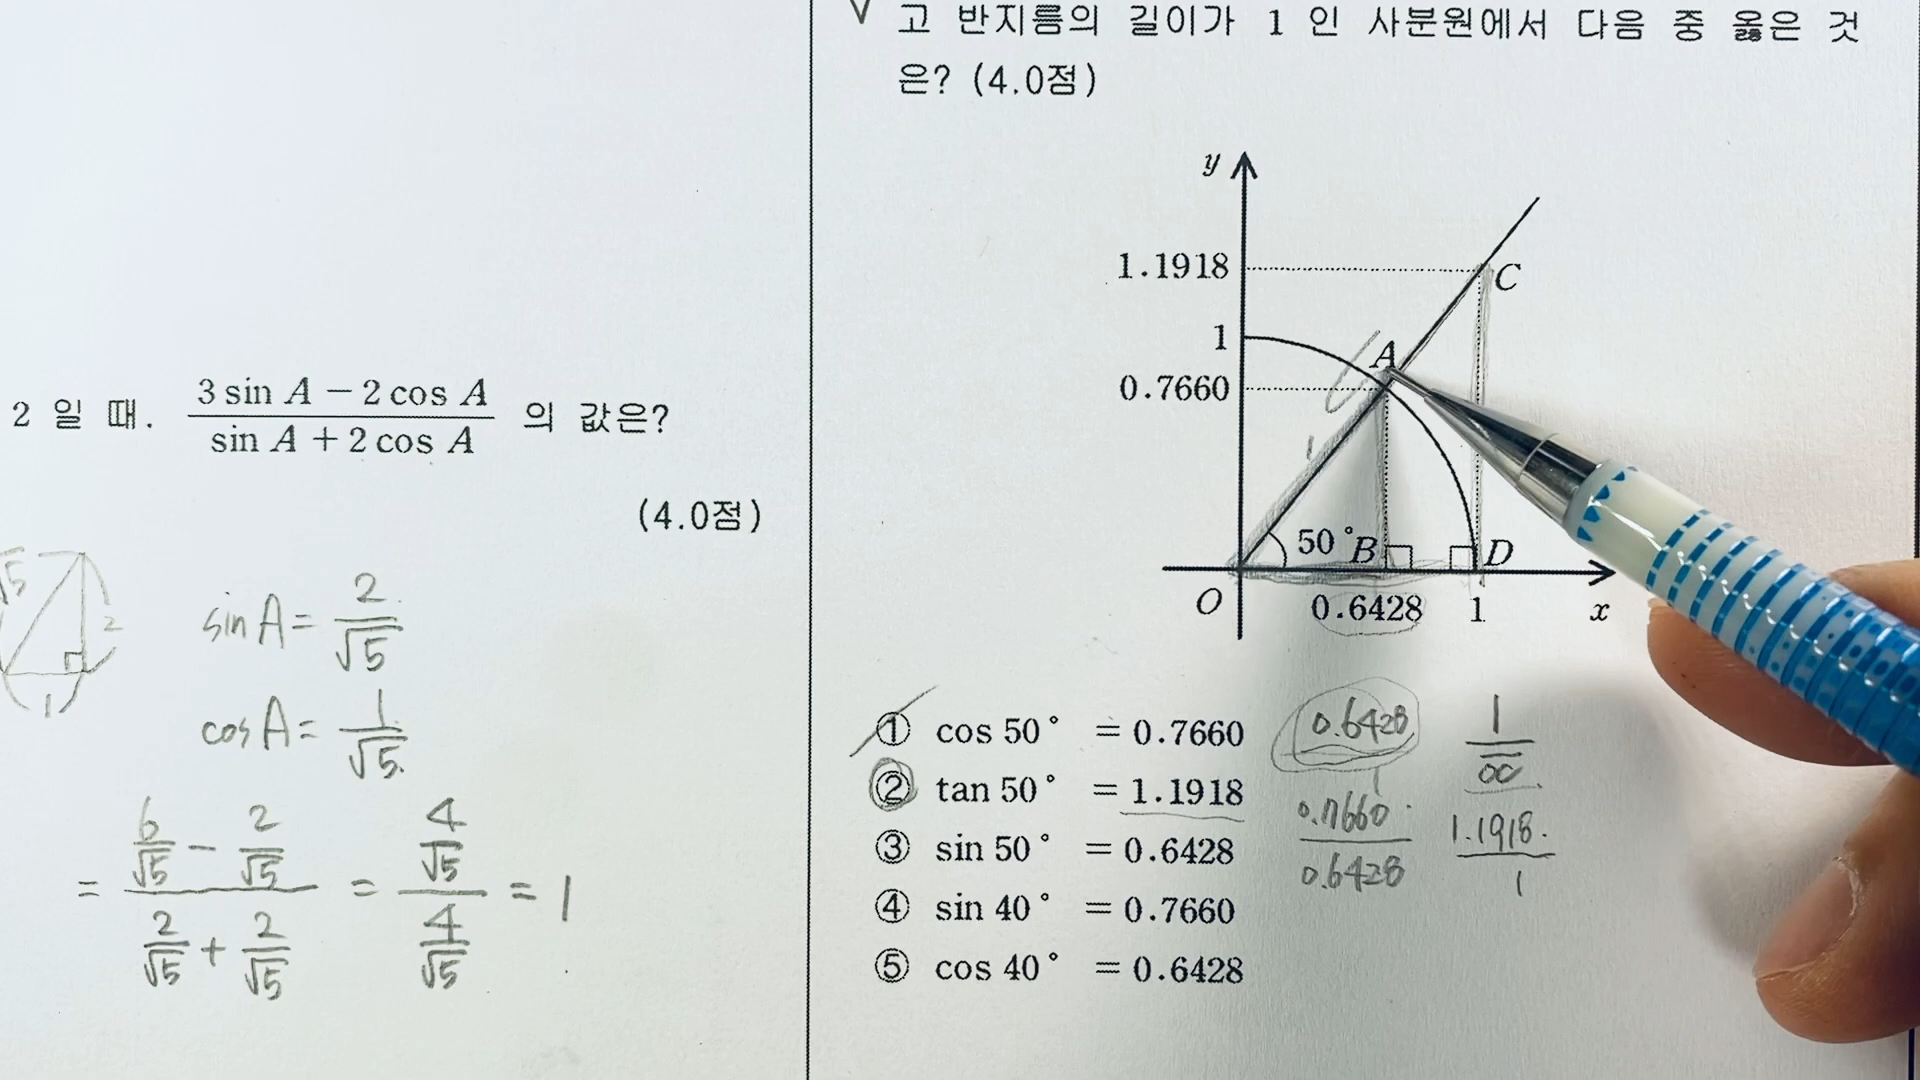 2 일 때. (3 sin A − 2 cos A)/(sin A + 2 cos A) 의 값은?
(4.0점)
√5
2
1
sin A = 2/√5
cos A = 1/√5
= (6/√5 − 2/√5)/(2/√5 + 2/√5) = (4/√5)/(4/√5) = 1
고 반지름의 길이가 1 인 사분원에서 다음 중 옳은 것
은? (4.0점)
y
1.1918
C
1
A
0.7660
1
50° B
D
O
0.6428
1
x
① cos 50° = 0.7660
0.6428
② tan 50° = 1.1918
0.7660/0.6428
1.1918/1
③ sin 50° = 0.6428
④ sin 40° = 0.7660
⑤ cos 40° = 0.6428